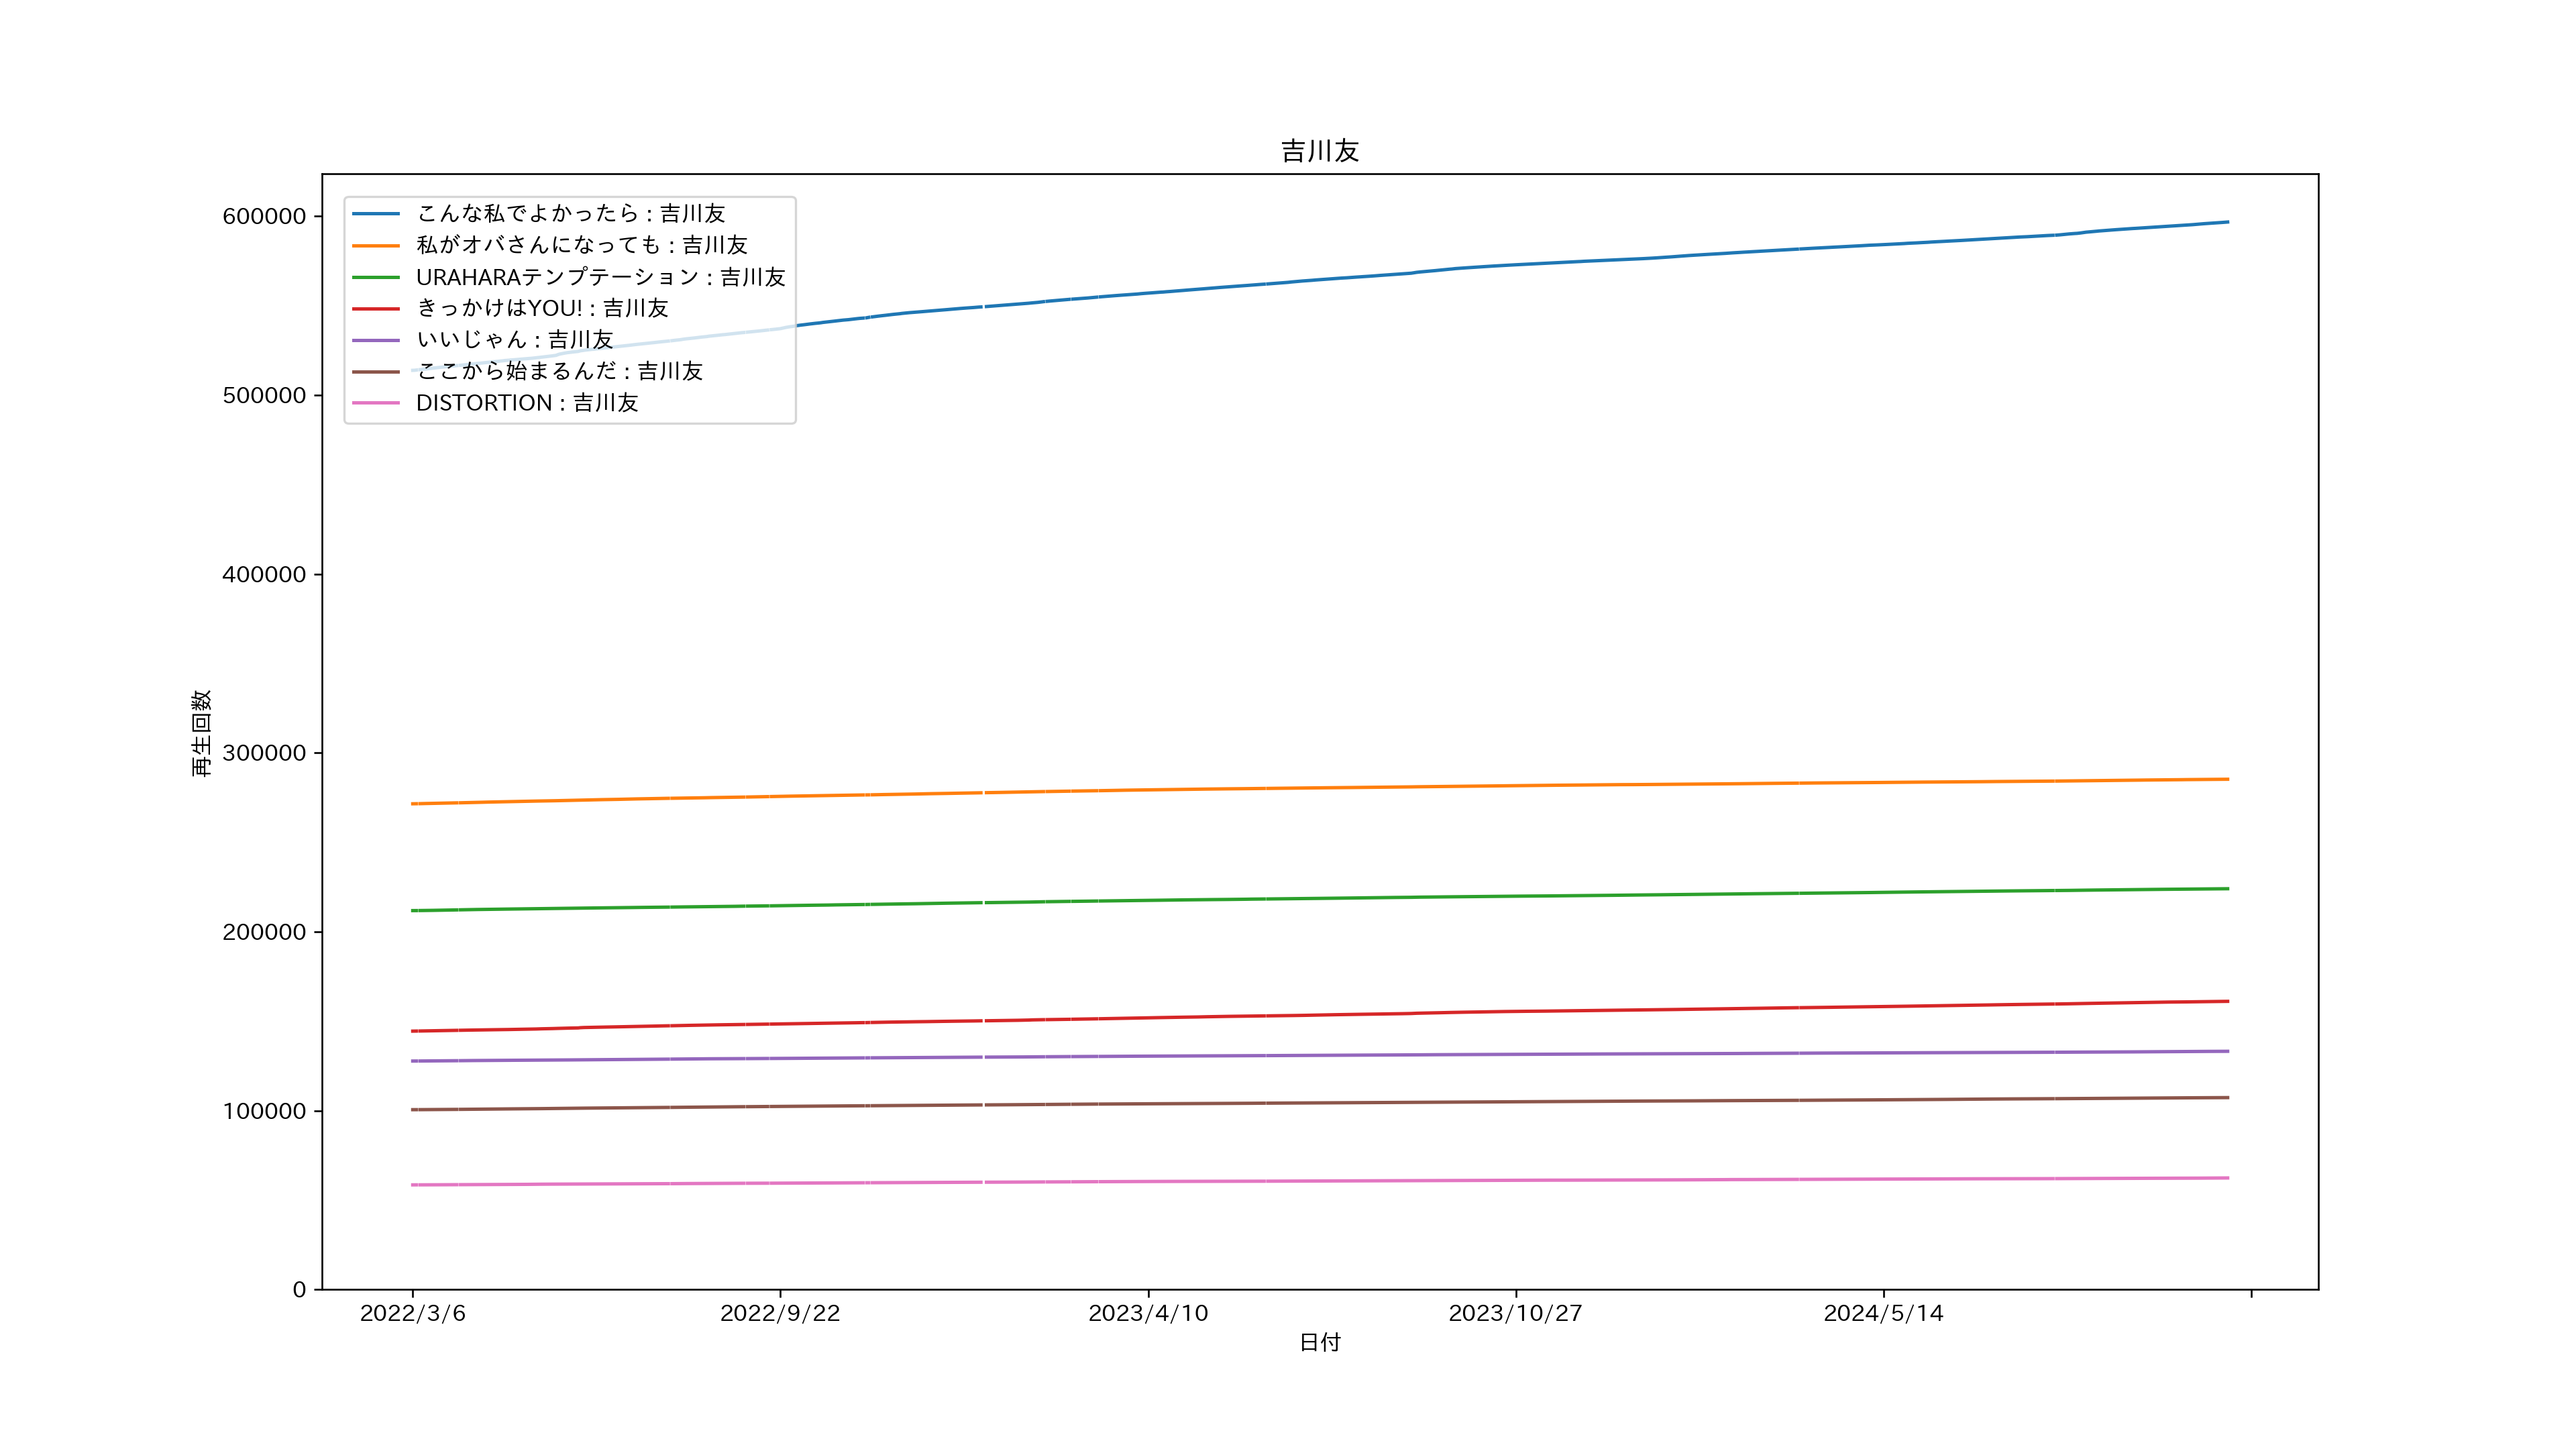 吉川友
こんな私でよかったら : 吉川友
私がオバさんになっても : 吉川友
URAHARAテンプテーション : 吉川友
きっかけはYOU! : 吉川友
いいじゃん : 吉川友
ここから始まるんだ : 吉川友
DISTORTION : 吉川友
600000
500000
400000
300000
200000
100000
0
再生回数
2022/3/6 2022/9/22 2023/4/10 2023/10/27 2024/5/14
日付